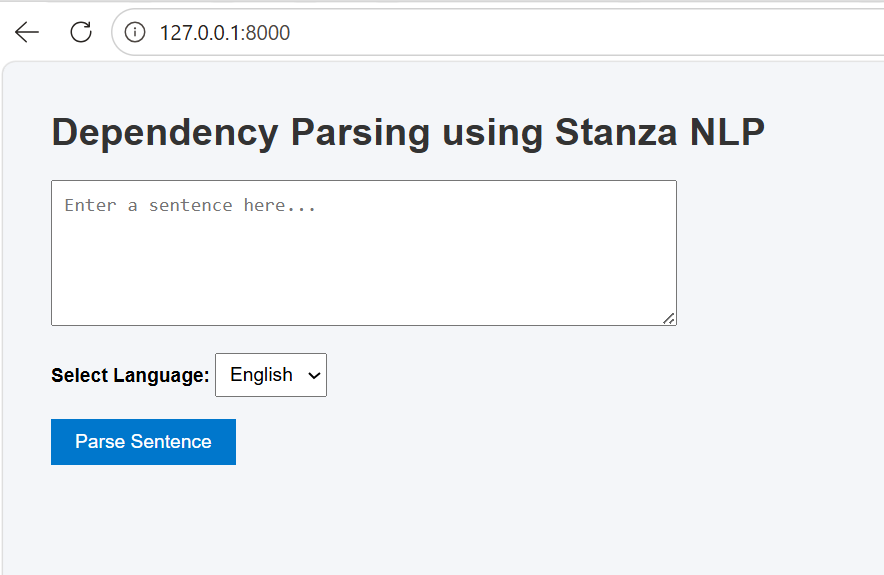 127.0.0.1:8000
Dependency Parsing using Stanza NLP
Enter a sentence here...
Select Language: English
Parse Sentence